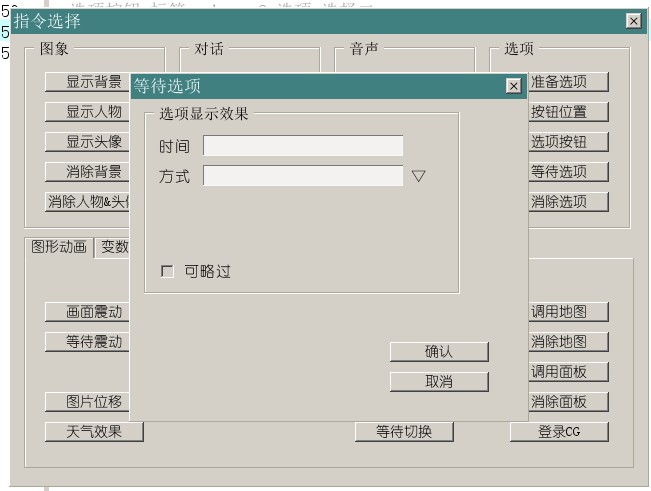 指令选择
图象
对话
音声
选项
显示背景
显示人物
显示头像
消除背景
消除人物&头
准备选项
按钮位置
选项按钮
等待选项
消除选项
等待选项
选项显示效果
时间
方式
可略过
确认
取消
图形动画
变数
画面震动
等待震动
图片位移
天气效果
等待切换
调用地图
消除地图
调用面板
消除面板
登录CG